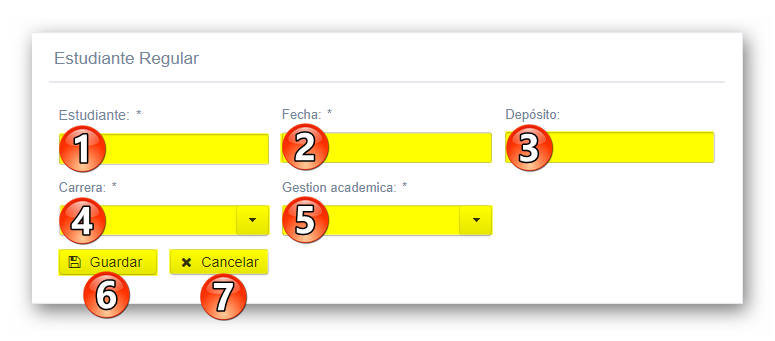 Estudiante Regular
Estudiante: * Fecha: * Depósito:
1 2 3
Carrera: * Gestion academica: *
4 5
Guardar Cancelar
6 7